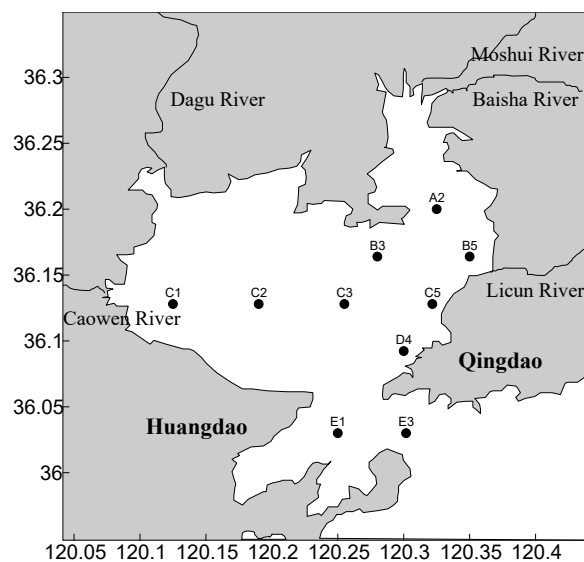 36.3
36.25
36.2
36.15
36.1
36.05
36
Moshui River
Dagu River
Baisha River
A2
B3
B5
C1
C2
C3
C5
Licun River
Caowen River
D4
Qingdao
Huangdao
E1
E3
120.05
120.1
120.15
120.2
120.25
120.3
120.35
120.4